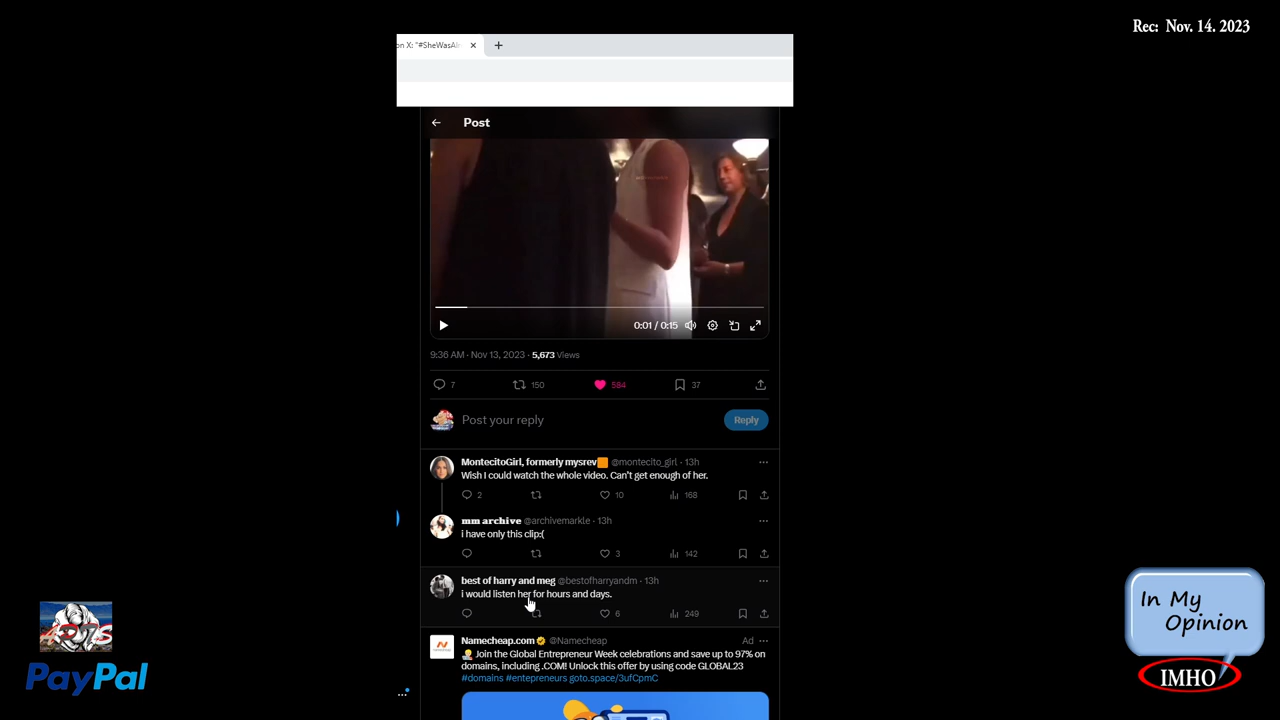 Rec: Nov. 14. 2023
on X: "#SheWasAl
Post
0:01 / 0:15
9:36 AM · Nov 13, 2023 · 5,673 Views
7 150 584 37
Post your reply
Reply
MontecitoGirl, formerly mysrev🟧 @montecito_girl · 13h
Wish I could watch the whole video. Can't get enough of her.
2 10 168
mm archive @archivemarkle · 13h
i have only this clip:(
3 142
best of harry and meg @bestofharryandm · 13h
i would listen her for hours and days.
6 249
Namecheap.com @Namecheap Ad
Join the Global Entrepreneur Week celebrations and save up to 97% on
domains, including .COM! Unlock this offer by using code GLOBAL23
#domains #entepreneurs goto.space/3ufCpmC
PayPal
In My
Opinion
IMHO